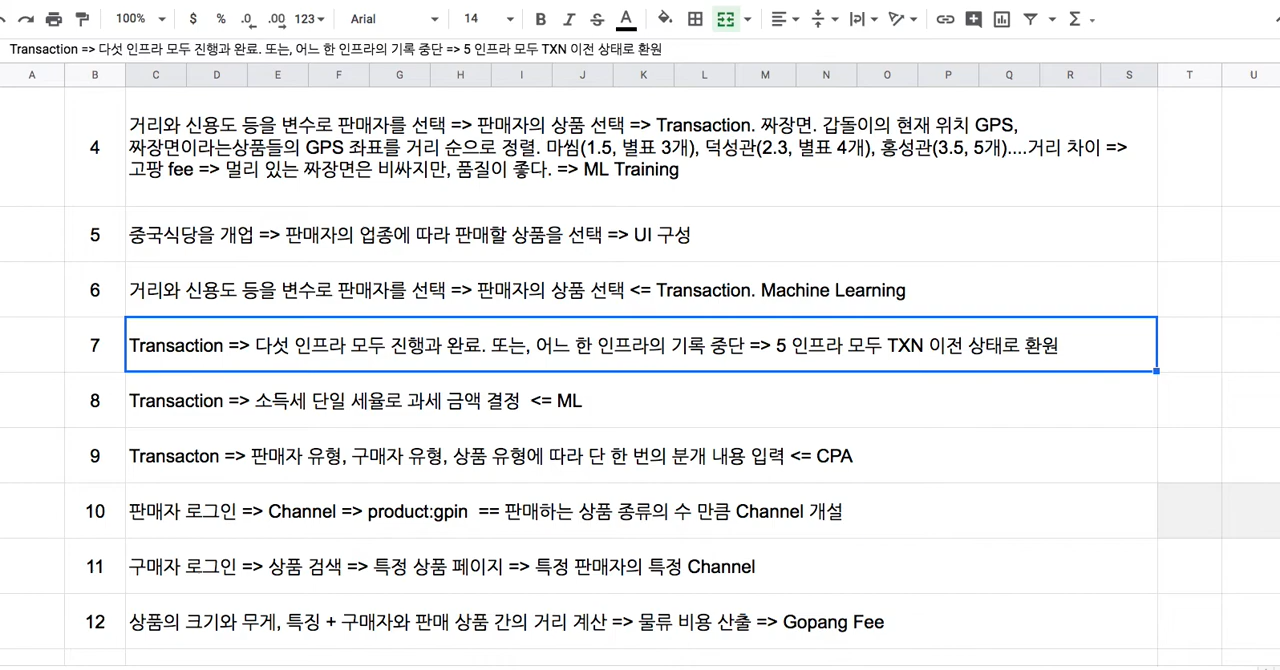 100% $ % .0 .00 123 Arial 14 B I S A
Transaction => 다섯 인프라 모두 진행과 완료. 또는, 어느 한 인프라의 기록 중단 => 5 인프라 모두 TXN 이전 상태로 환원
A B C D E F G H I J K L M N O P Q R S T U
4 거리와 신용도 등을 변수로 판매자를 선택 => 판매자의 상품 선택 => Transaction. 짜장면. 갑돌이의 현재 위치 GPS,
짜장면이라는상품들의 GPS 좌표를 거리 순으로 정렬. 마씸(1.5, 별표 3개), 덕성관(2.3, 별표 4개), 홍성관(3.5, 5개)....거리 차이 =>
고팡 fee => 멀리 있는 짜장면은 비싸지만, 품질이 좋다. => ML Training
5 중국식당을 개업 => 판매자의 업종에 따라 판매할 상품을 선택 => UI 구성
6 거리와 신용도 등을 변수로 판매자를 선택 => 판매자의 상품 선택 <= Transaction. Machine Learning
7 Transaction => 다섯 인프라 모두 진행과 완료. 또는, 어느 한 인프라의 기록 중단 => 5 인프라 모두 TXN 이전 상태로 환원
8 Transaction => 소득세 단일 세율로 과세 금액 결정 <= ML
9 Transacton => 판매자 유형, 구매자 유형, 상품 유형에 따라 단 한 번의 분개 내용 입력 <= CPA
10 판매자 로그인 => Channel => product:gpin == 판매하는 상품 종류의 수 만큼 Channel 개설
11 구매자 로그인 => 상품 검색 => 특정 상품 페이지 => 특정 판매자의 특정 Channel
12 상품의 크기와 무게, 특징 + 구매자와 판매 상품 간의 거리 계산 => 물류 비용 산출 => Gopang Fee